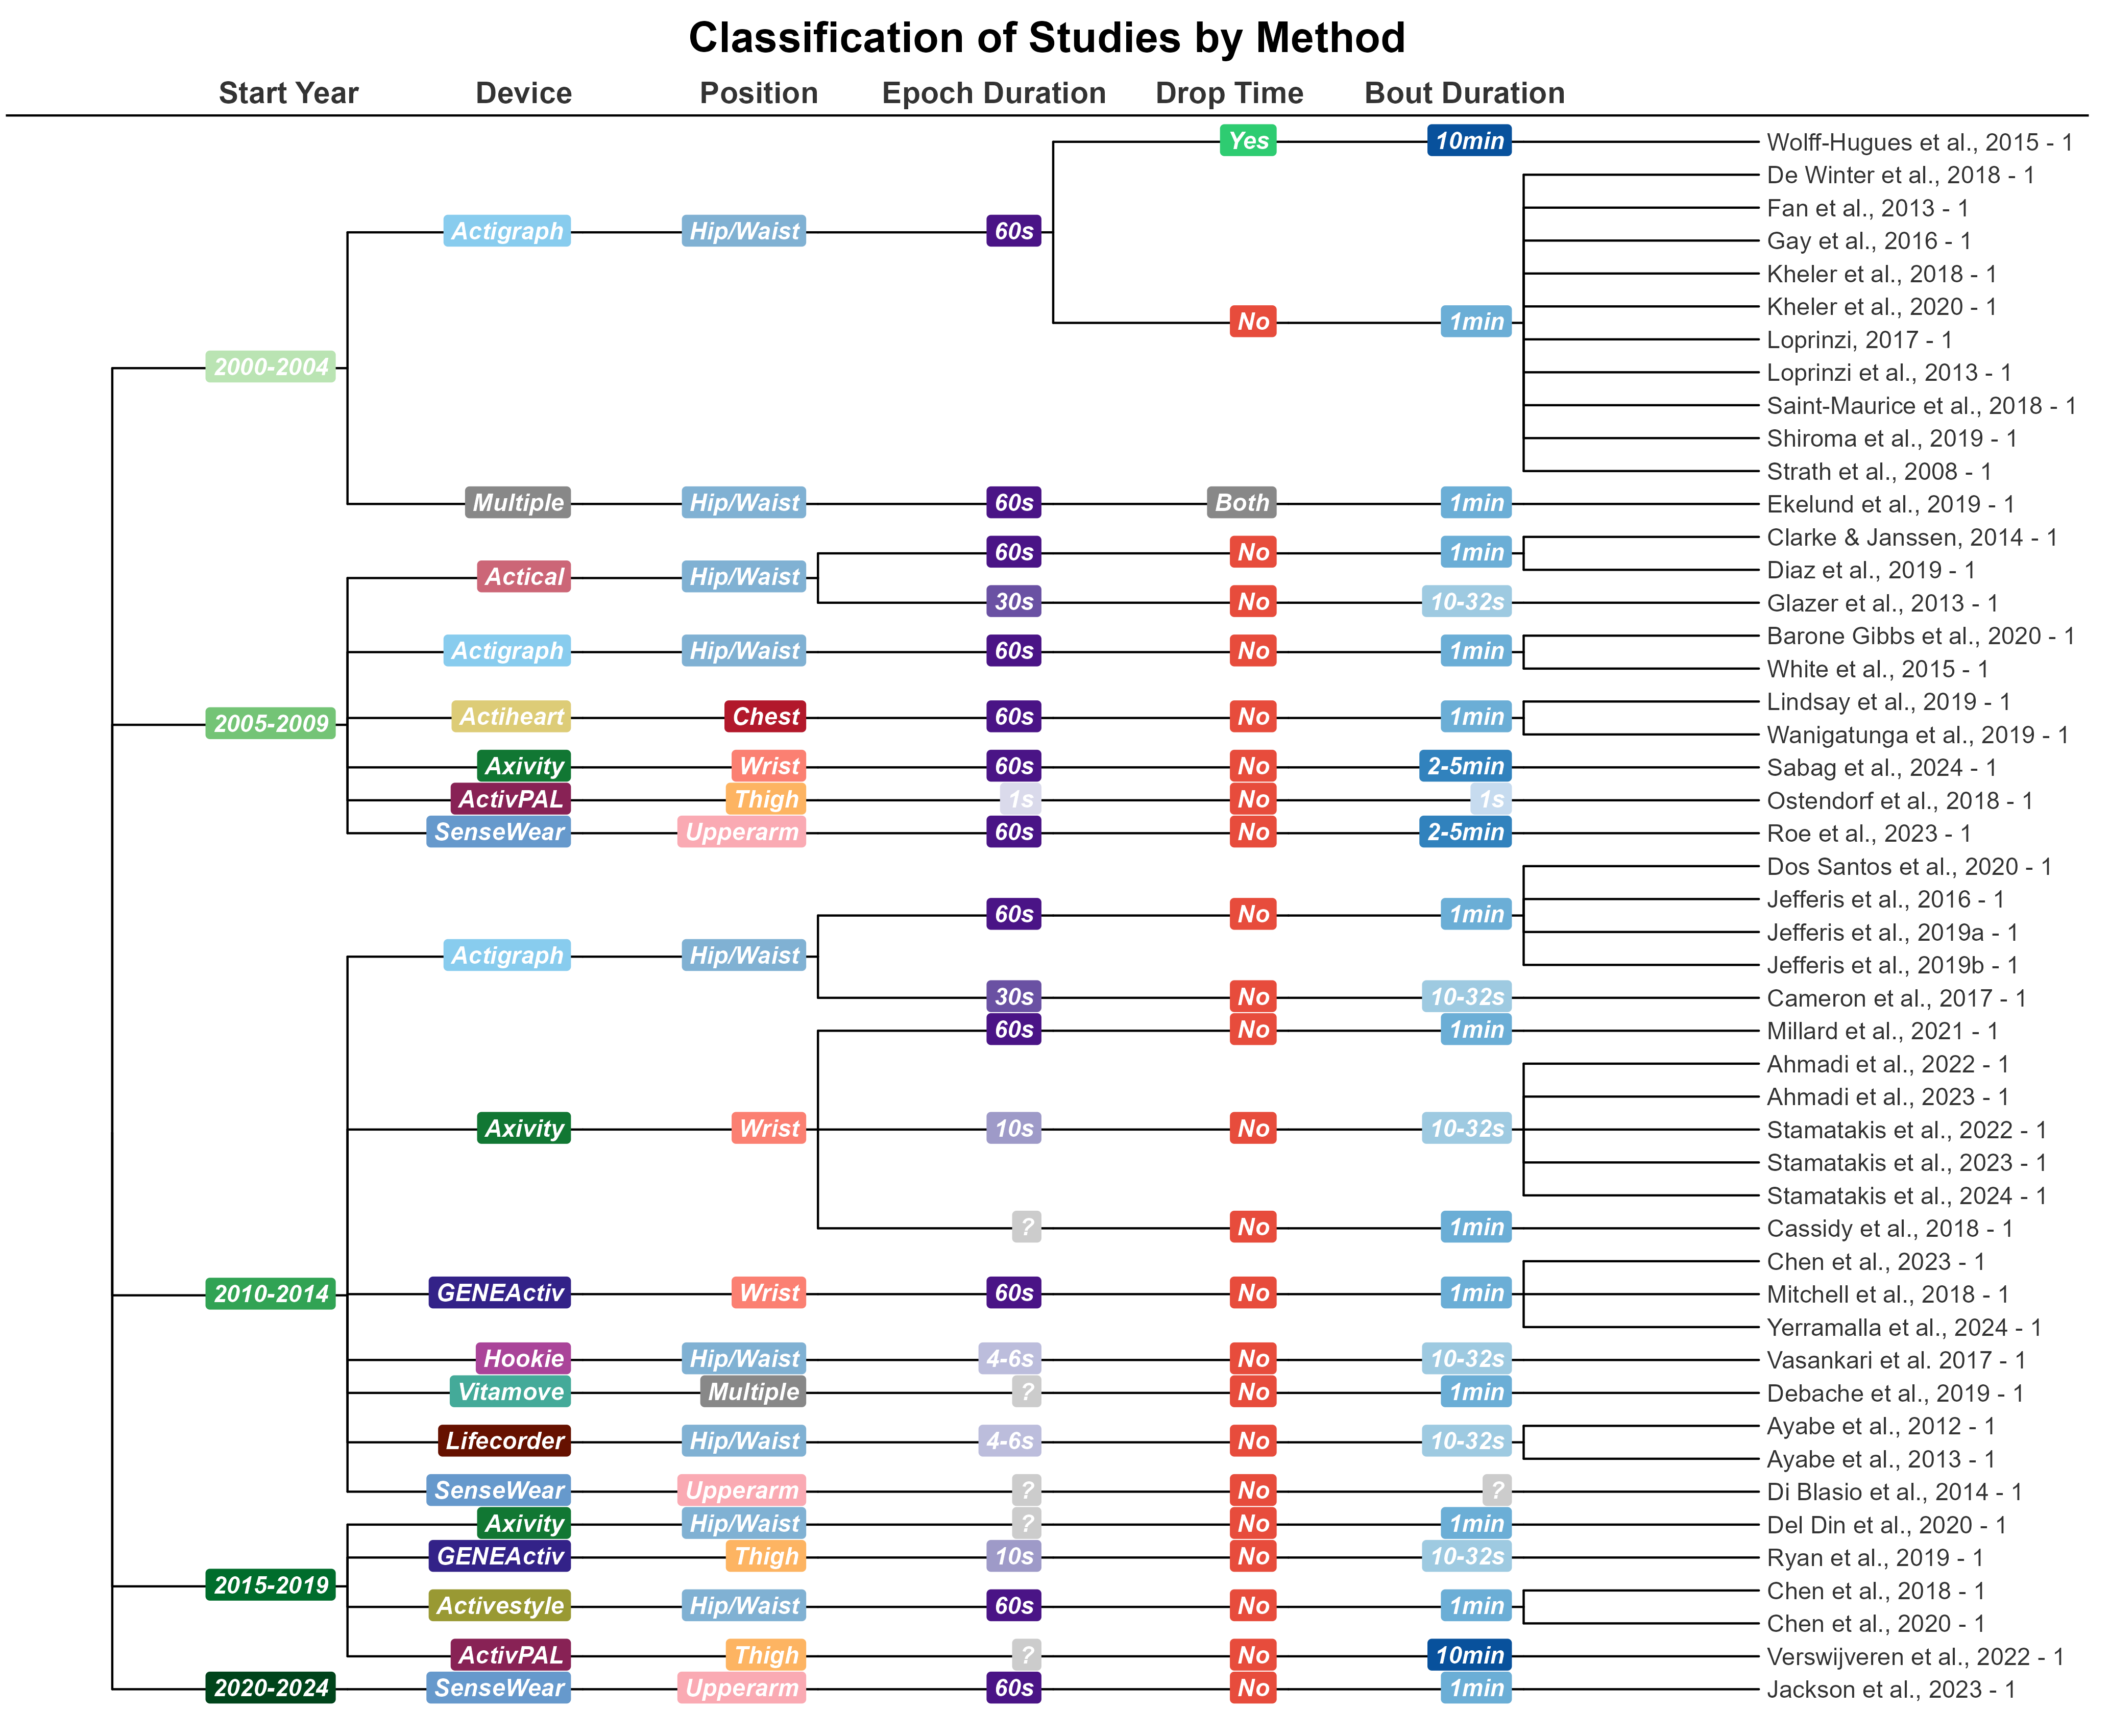 Classification of Studies by Method
Start Year Device Position Epoch Duration Drop Time Bout Duration
Yes 10min Wolff-Hugues et al., 2015 - 1
De Winter et al., 2018 - 1
Fan et al., 2013 - 1
Actigraph Hip/Waist 60s
Gay et al., 2016 - 1
Kheler et al., 2018 - 1
Kheler et al., 2020 - 1
No 1min
Loprinzi, 2017 - 1
2000-2004
Loprinzi et al., 2013 - 1
Saint-Maurice et al., 2018 - 1
Shiroma et al., 2019 - 1
Strath et al., 2008 - 1
Multiple Hip/Waist 60s Both 1min Ekelund et al., 2019 - 1
Clarke & Janssen, 2014 - 1
60s No 1min
Actical Hip/Waist
Diaz et al., 2019 - 1
30s No 10-32s Glazer et al., 2013 - 1
Barone Gibbs et al., 2020 - 1
Actigraph Hip/Waist 60s No 1min
White et al., 2015 - 1
Lindsay et al., 2019 - 1
Actiheart Chest 60s No 1min
2005-2009
Wanigatunga et al., 2019 - 1
Axivity Wrist 60s No 2-5min Sabag et al., 2024 - 1
ActivPAL Thigh 1s No 1s Ostendorf et al., 2018 - 1
SenseWear Upperarm 60s No 2-5min Roe et al., 2023 - 1
Dos Santos et al., 2020 - 1
Jefferis et al., 2016 - 1
60s No 1min
Jefferis et al., 2019a - 1
Actigraph Hip/Waist
Jefferis et al., 2019b - 1
30s No 10-32s Cameron et al., 2017 - 1
60s No 1min Millard et al., 2021 - 1
Ahmadi et al., 2022 - 1
Ahmadi et al., 2023 - 1
Axivity Wrist 10s No 10-32s Stamatakis et al., 2022 - 1
Stamatakis et al., 2023 - 1
Stamatakis et al., 2024 - 1
? No 1min Cassidy et al., 2018 - 1
Chen et al., 2023 - 1
2010-2014 GENEActiv Wrist 60s No 1min Mitchell et al., 2018 - 1
Yerramalla et al., 2024 - 1
Hookie Hip/Waist 4-6s No 10-32s Vasankari et al. 2017 - 1
Vitamove Multiple ? No 1min Debache et al., 2019 - 1
Ayabe et al., 2012 - 1
Lifecorder Hip/Waist 4-6s No 10-32s
Ayabe et al., 2013 - 1
SenseWear Upperarm ? No ? Di Blasio et al., 2014 - 1
Axivity Hip/Waist ? No 1min Del Din et al., 2020 - 1
GENEActiv Thigh 10s No 10-32s Ryan et al., 2019 - 1
2015-2019
Chen et al., 2018 - 1
Activestyle Hip/Waist 60s No 1min
Chen et al., 2020 - 1
ActivPAL Thigh ? No 10min Verswijveren et al., 2022 - 1
2020-2024 SenseWear Upperarm 60s No 1min Jackson et al., 2023 - 1